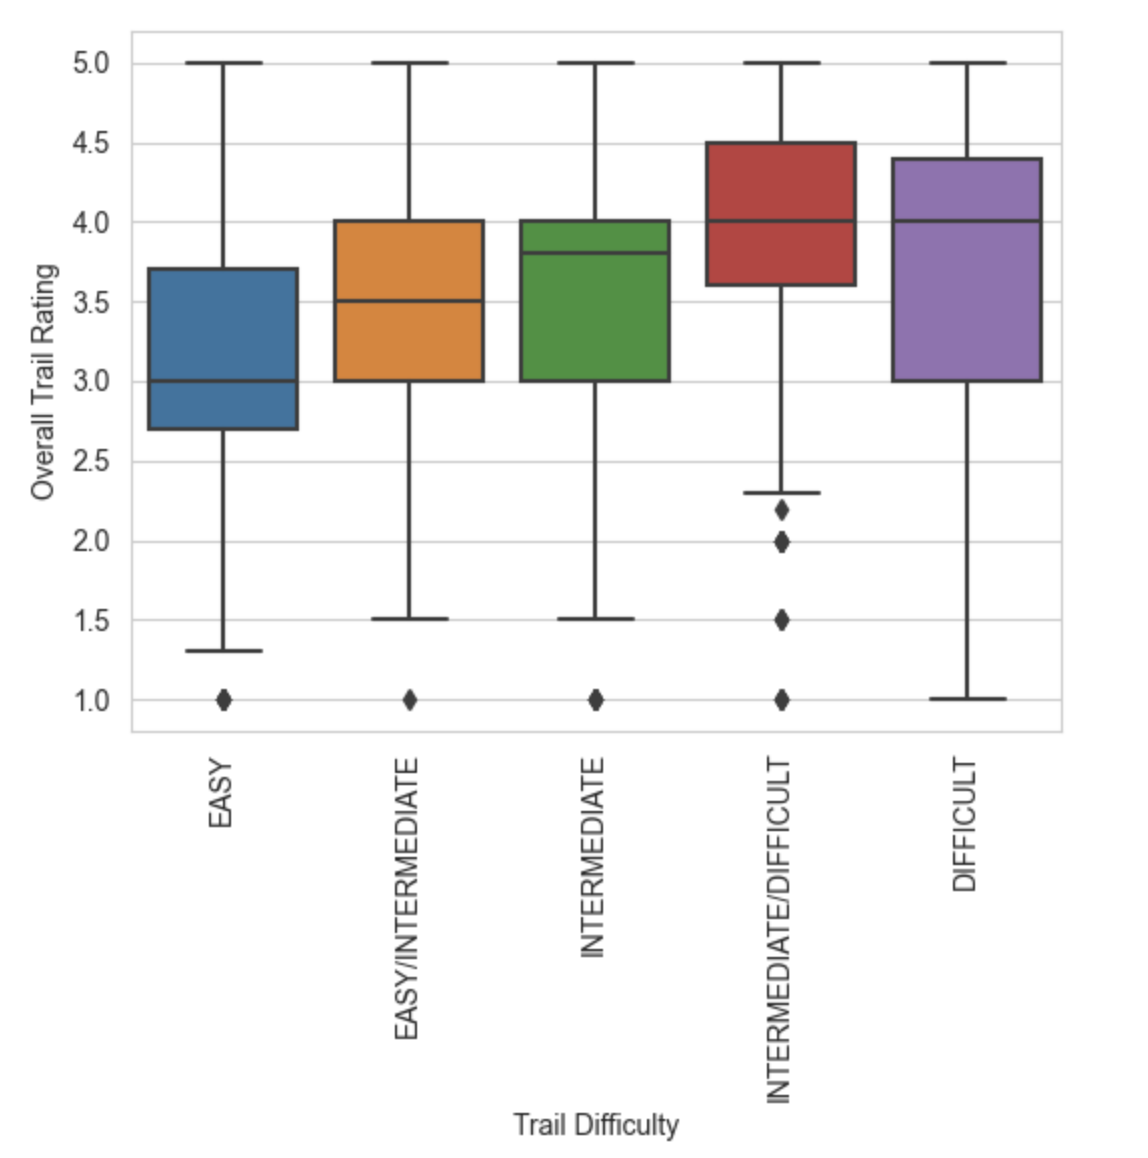 5.0
4.5
4.0
3.5
3.0
2.5
2.0
1.5
1.0
Overall Trail Rating
EASY
EASY/INTERMEDIATE
INTERMEDIATE
INTERMEDIATE/DIFFICULT
DIFFICULT
Trail Difficulty